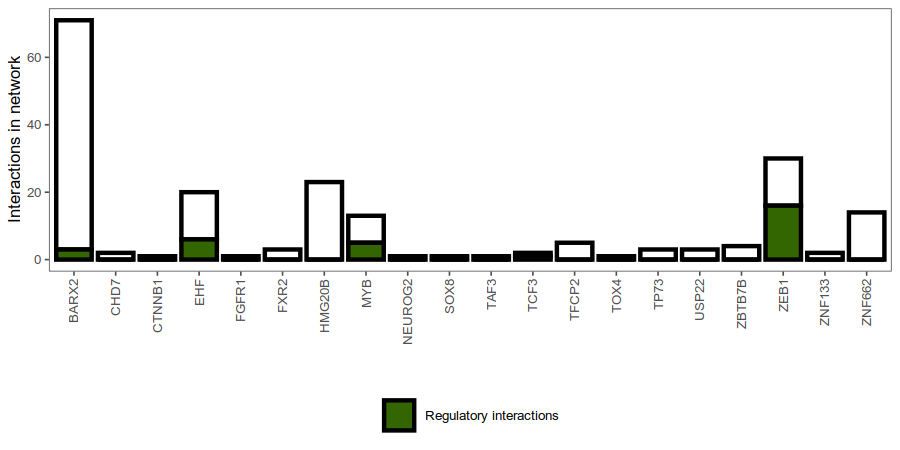 Interactions in network
60
40
20
0
BARX2
CHD7
CTNNB1
EHF
FGFR1
FXR2
HMG20B
MYB
NEUROG2
SOX8
TAF3
TCF3
TFCP2
TOX4
TP73
USP22
ZBTB7B
ZEB1
ZNF133
ZNF662
Regulatory interactions